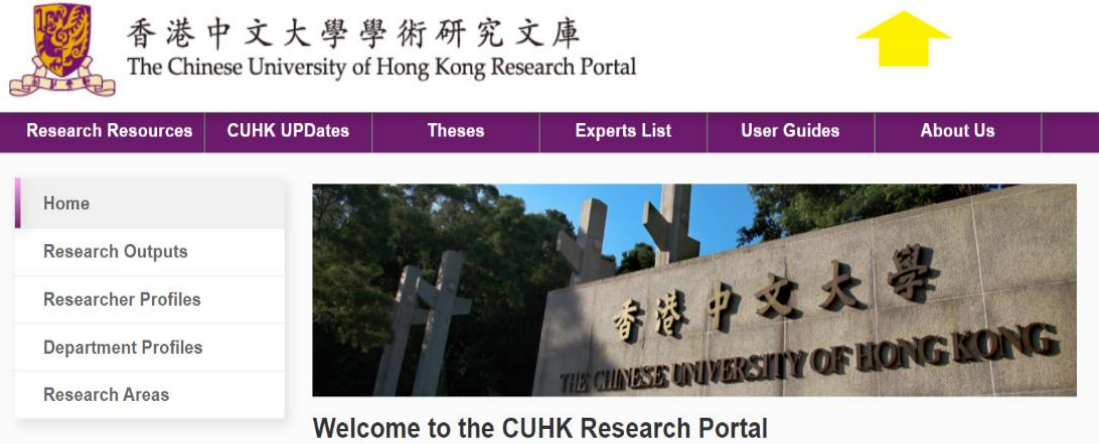 香港中文大學學術研究文庫
The Chinese University of Hong Kong Research Portal
Research Resources
CUHK UPDates
Theses
Experts List
User Guides
About Us
Home
Research Outputs
Researcher Profiles
Department Profiles
Research Areas
香港中文大學
THE CHINESE UNIVERSITY OF HONG KONG
Welcome to the CUHK Research Portal